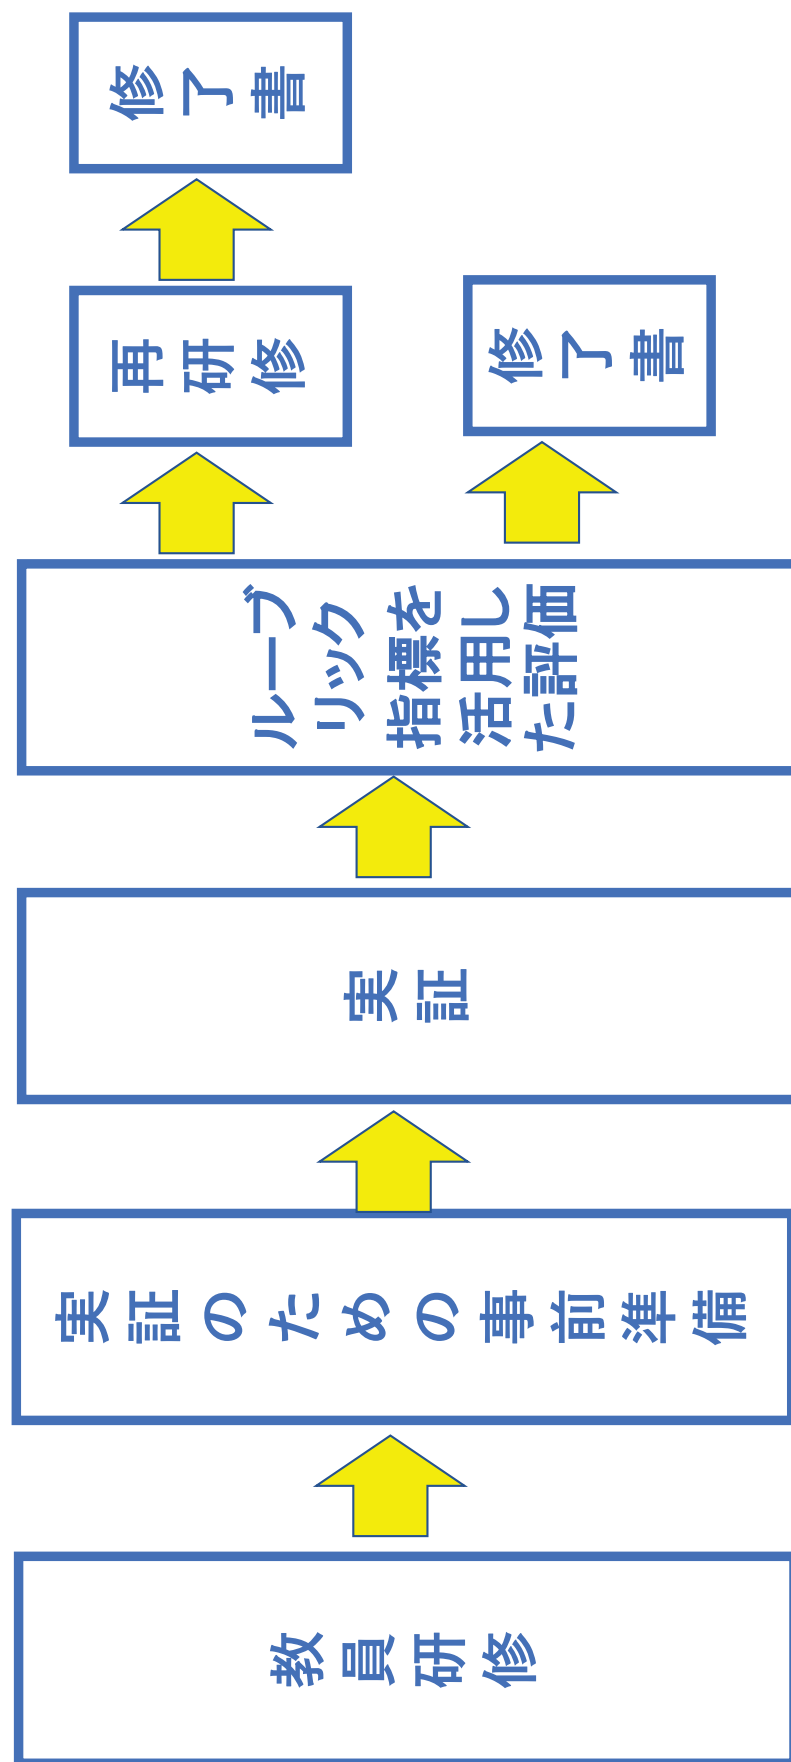 教員研修
実証のための事前準備
実証
ルーブ
リック
指標を
活用し
た評価
再研修
修了書
修了書